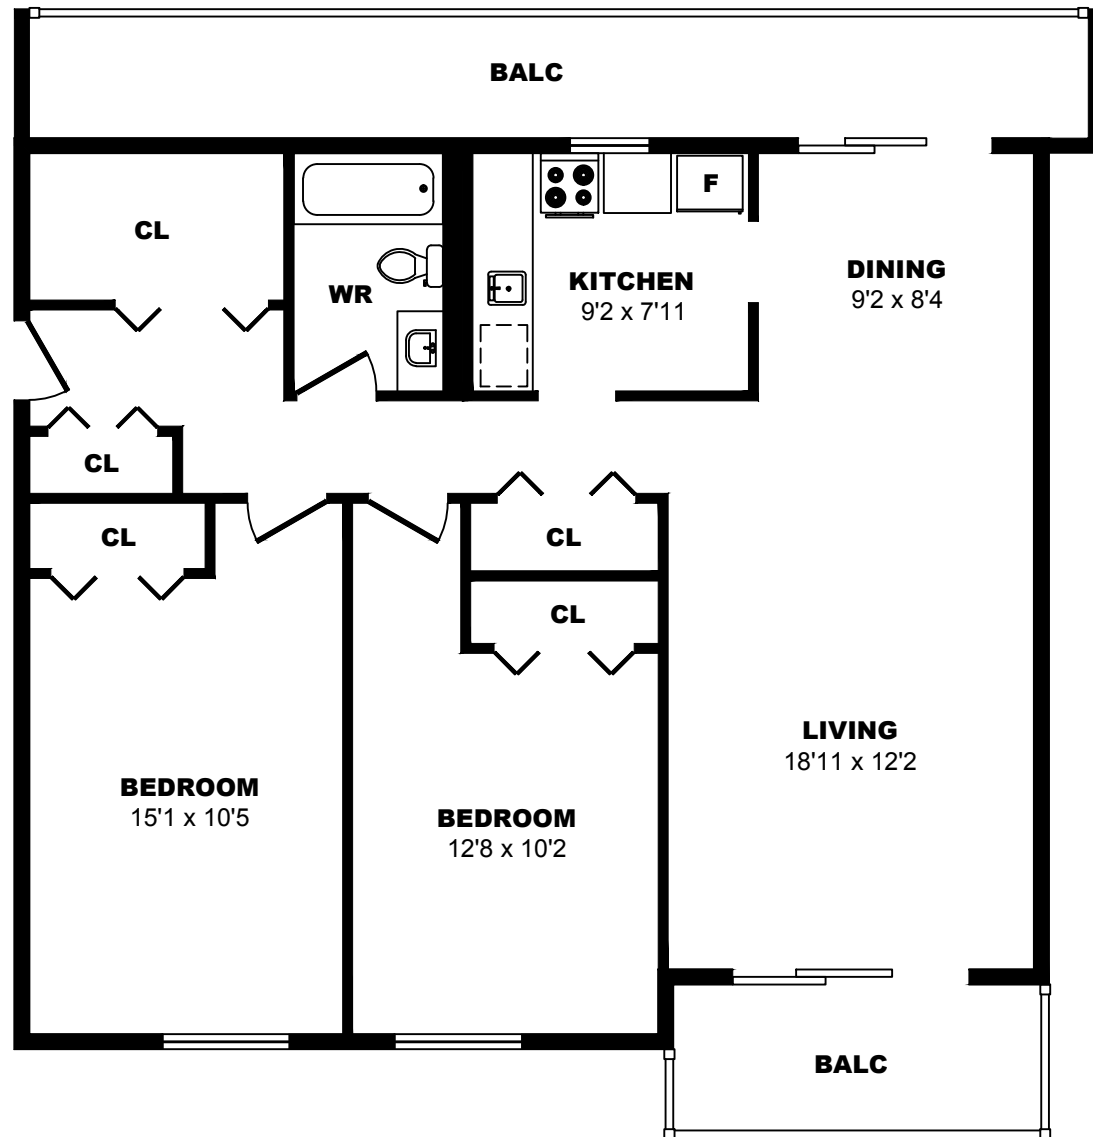 BALC
CL
WR
F
KITCHEN
9'2 x 7'11
DINING
9'2 x 8'4
CL
CL
CL
CL
LIVING
18'11 x 12'2
BEDROOM
15'1 x 10'5
BEDROOM
12'8 x 10'2
BALC